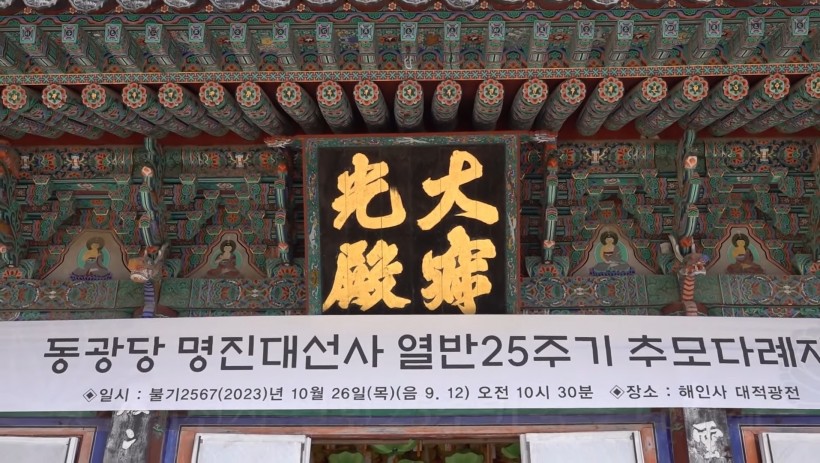 大寂
光殿
동광당 명진대선사 열반25주기 추모다례
◈일시 : 불기2567(2023)년 10월 26일(목)(음 9. 12) 오전 10시 30분 ◈장소 : 해인사 대적광전
雲